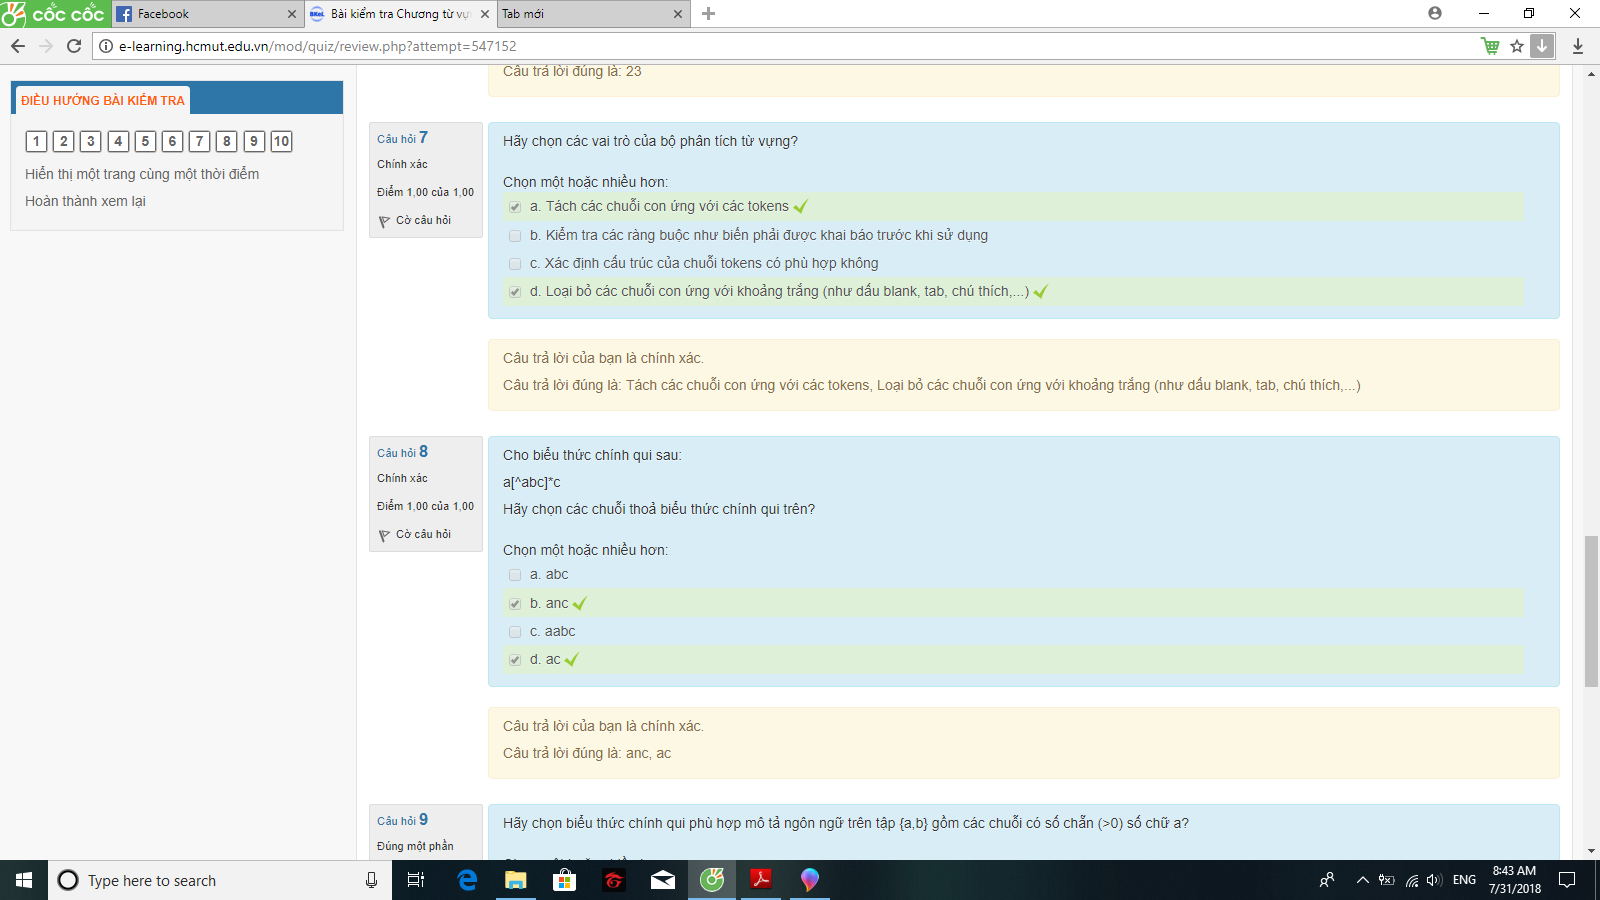 cốc cốc
Facebook
BKeL Bài kiểm tra Chương từ vự
Tab mới
e-learning.hcmut.edu.vn/mod/quiz/review.php?attempt=547152
ĐIỀU HƯỚNG BÀI KIỂM TRA
1 2 3 4 5 6 7 8 9 10
Hiển thị một trang cùng một thời điểm
Hoàn thành xem lại
Câu trả lời đúng là: 23
Câu hỏi 7
Chính xác
Điểm 1,00 của 1,00
Cờ câu hỏi
Hãy chọn các vai trò của bộ phân tích từ vựng?
Chọn một hoặc nhiều hơn:
a. Tách các chuỗi con ứng với các tokens
b. Kiểm tra các ràng buộc như biến phải được khai báo trước khi sử dụng
c. Xác định cấu trúc của chuỗi tokens có phù hợp không
d. Loại bỏ các chuỗi con ứng với khoảng trắng (như dấu blank, tab, chú thích,...)
Câu trả lời của bạn là chính xác.
Câu trả lời đúng là: Tách các chuỗi con ứng với các tokens, Loại bỏ các chuỗi con ứng với khoảng trắng (như dấu blank, tab, chú thích,...)
Câu hỏi 8
Chính xác
Điểm 1,00 của 1,00
Cờ câu hỏi
Cho biểu thức chính qui sau:
a[^abc]*c
Hãy chọn các chuỗi thoả biểu thức chính qui trên?
Chọn một hoặc nhiều hơn:
a. abc
b. anc
c. aabc
d. ac
Câu trả lời của bạn là chính xác.
Câu trả lời đúng là: anc, ac
Câu hỏi 9
Đúng một phần
Hãy chọn biểu thức chính qui phù hợp mô tả ngôn ngữ trên tập {a,b} gồm các chuỗi có số chẵn (>0) số chữ a?
Type here to search
ENG
8:43 AM
7/31/2018